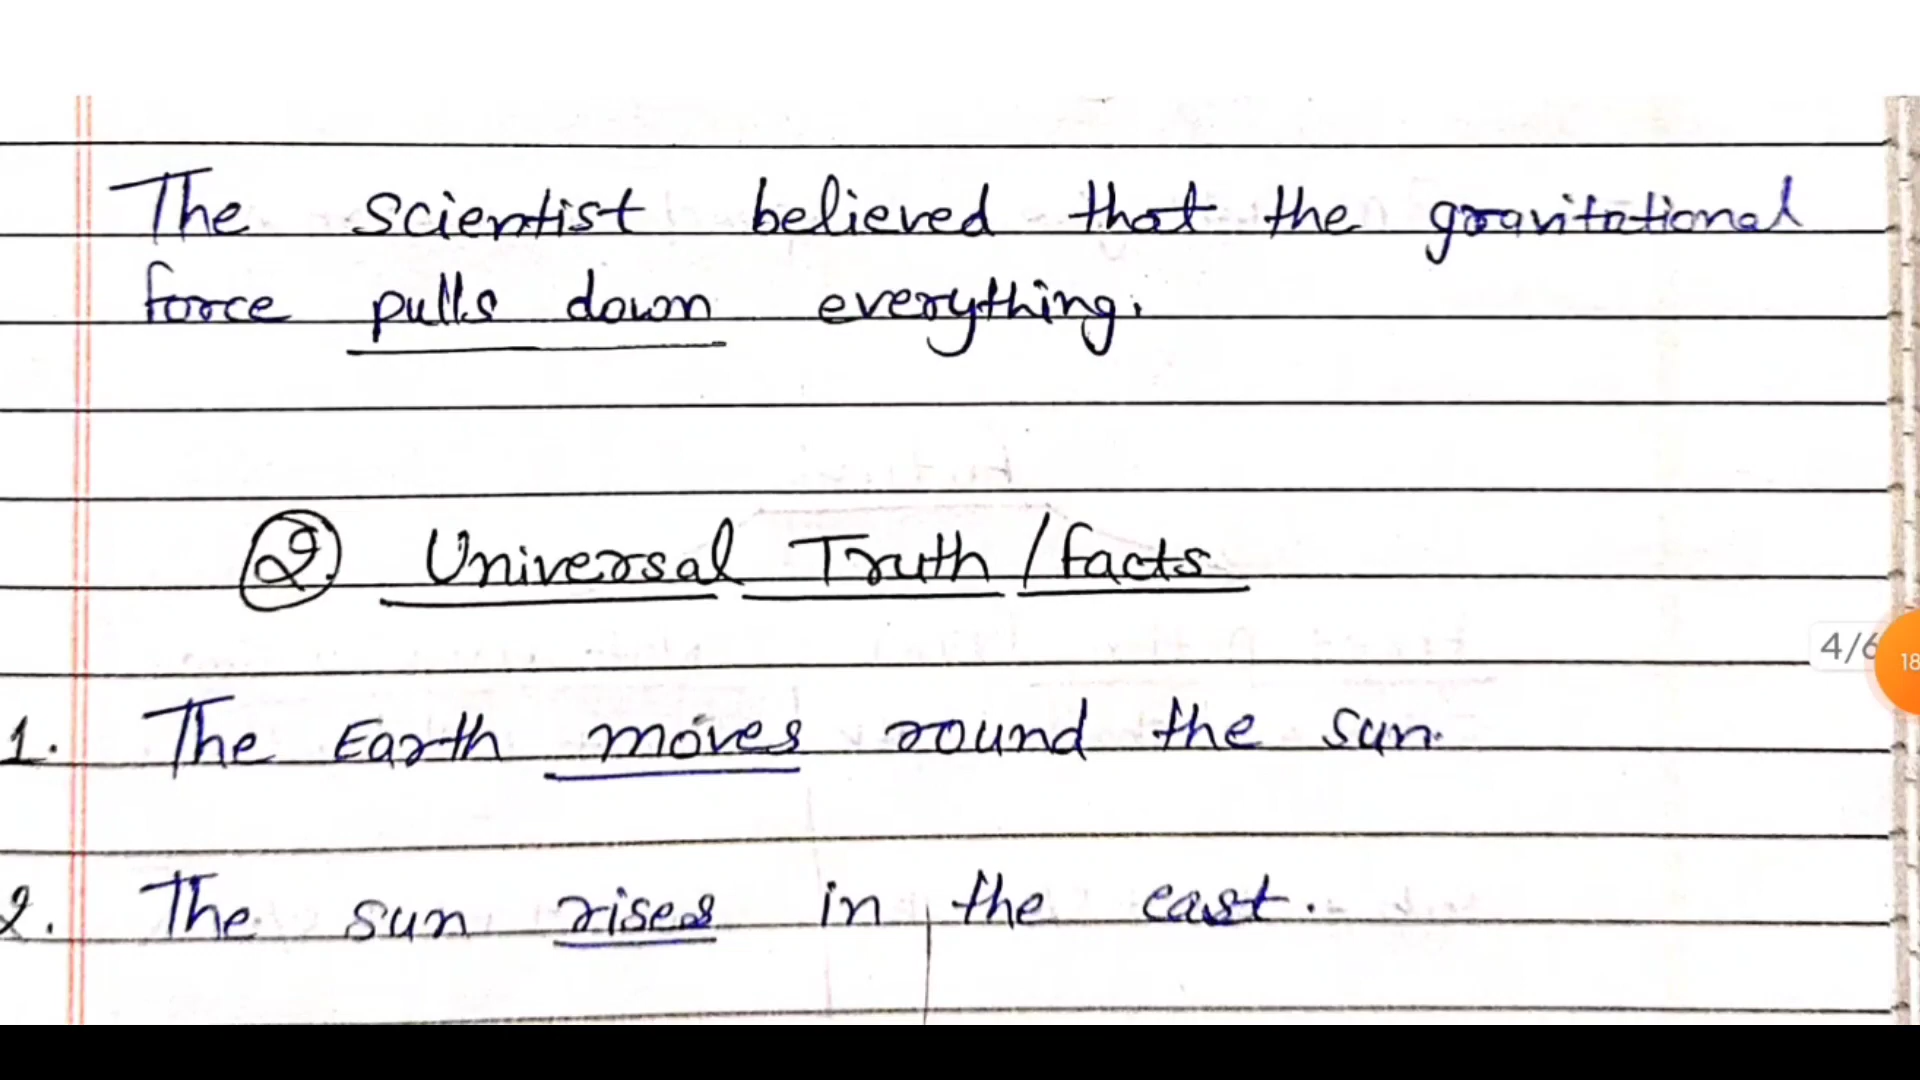 The scientist believed that the gravitational
force pulls down everything.
2. Universal Truth / Facts
4/6
18
1. The Earth moves round the sun.
2. The sun rises in the east.